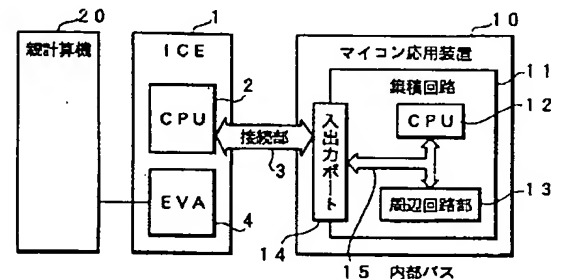 20
親計算機
1
ICE
2
CPU
接続部
3
EVA
4
10
マイコン応用装置
11
集積回路
12
CPU
入出力ポート
13
周辺回路部
14
15
内部バス